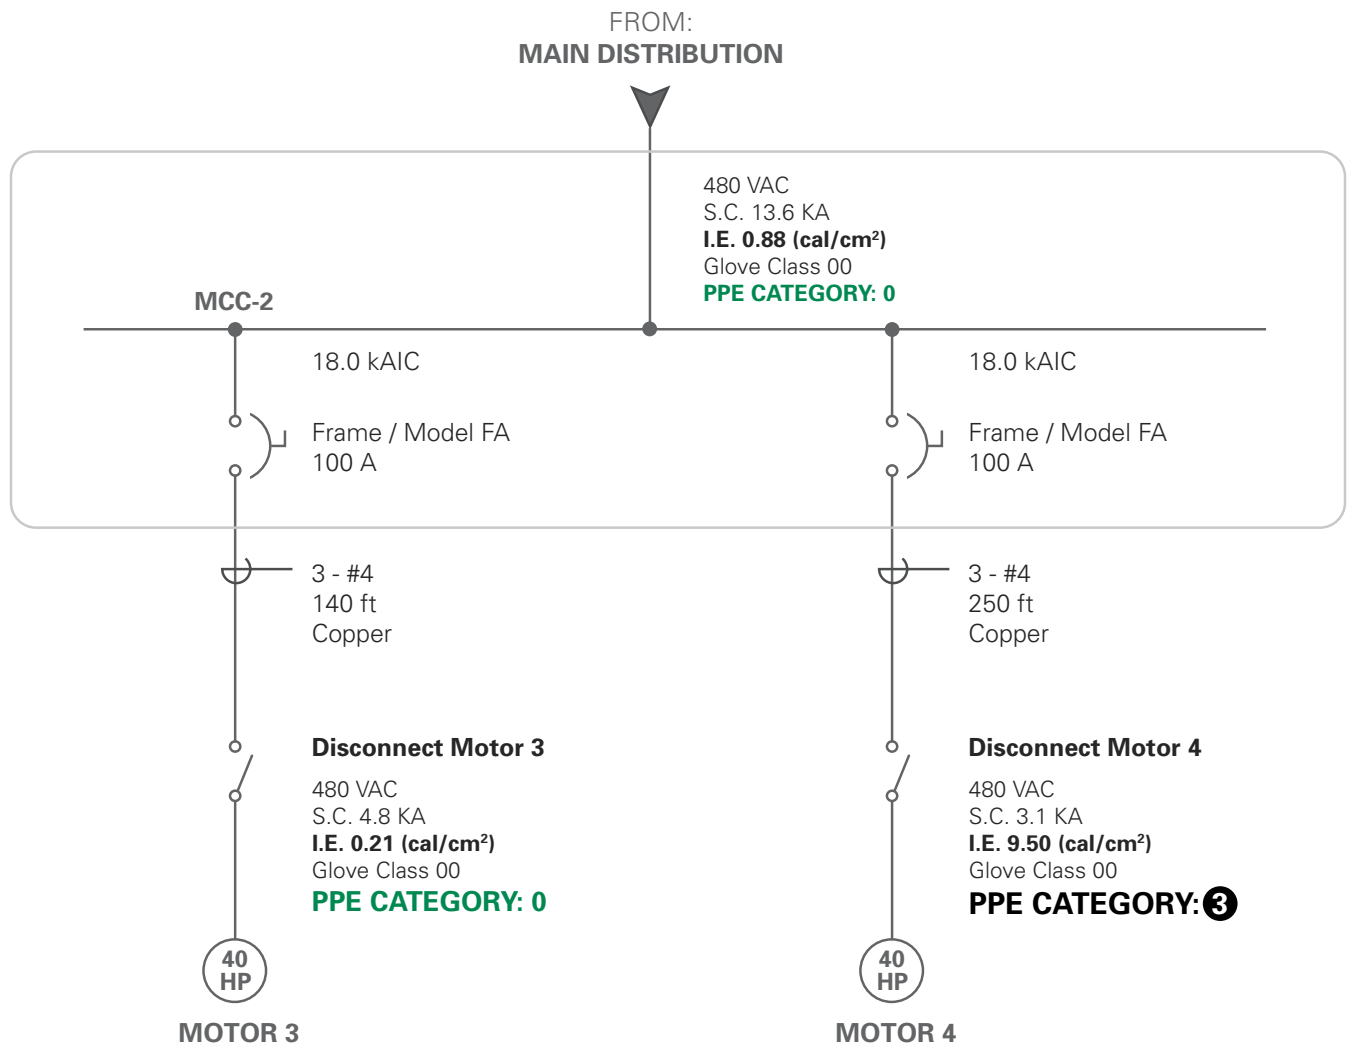 FROM:
MAIN DISTRIBUTION
480 VAC
S.C. 13.6 KA
I.E. 0.88 (cal/cm²)
Glove Class 00
PPE CATEGORY: 0
MCC-2
18.0 kAIC
Frame / Model FA
100 A
18.0 kAIC
Frame / Model FA
100 A
3 - #4
140 ft
Copper
3 - #4
250 ft
Copper
Disconnect Motor 3
480 VAC
S.C. 4.8 KA
I.E. 0.21 (cal/cm²)
Glove Class 00
PPE CATEGORY: 0
Disconnect Motor 4
480 VAC
S.C. 3.1 KA
I.E. 9.50 (cal/cm²)
Glove Class 00
PPE CATEGORY: 3
40
HP
MOTOR 3
40
HP
MOTOR 4